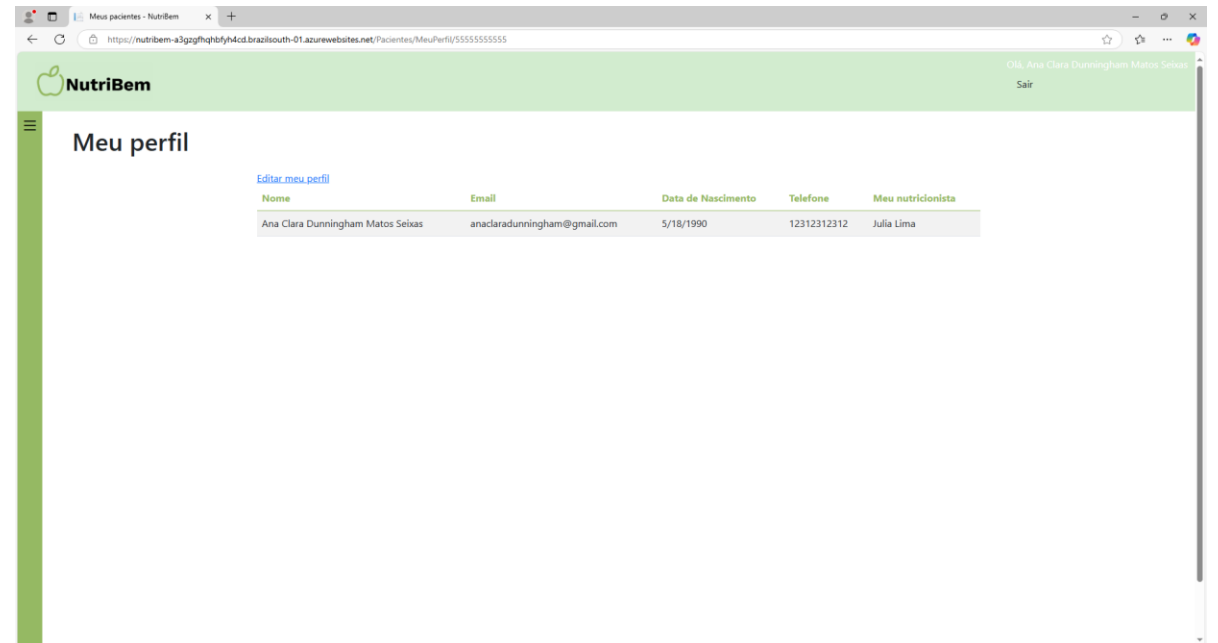 Meus pacientes - NutriBem
https://nutribem-a3gzgfhqhbfyh4cd.brazilsouth-01.azurewebsites.net/Pacientes/MeuPerfil/55555555555
NutriBem
Olá, Ana Clara Dunningham Matos Seixas
Sair
Meu perfil
Editar meu perfil
Nome Email Data de Nascimento Telefone Meu nutricionista
Ana Clara Dunningham Matos Seixas anaclaradunningham@gmail.com 5/18/1990 12312312312 Julia Lima